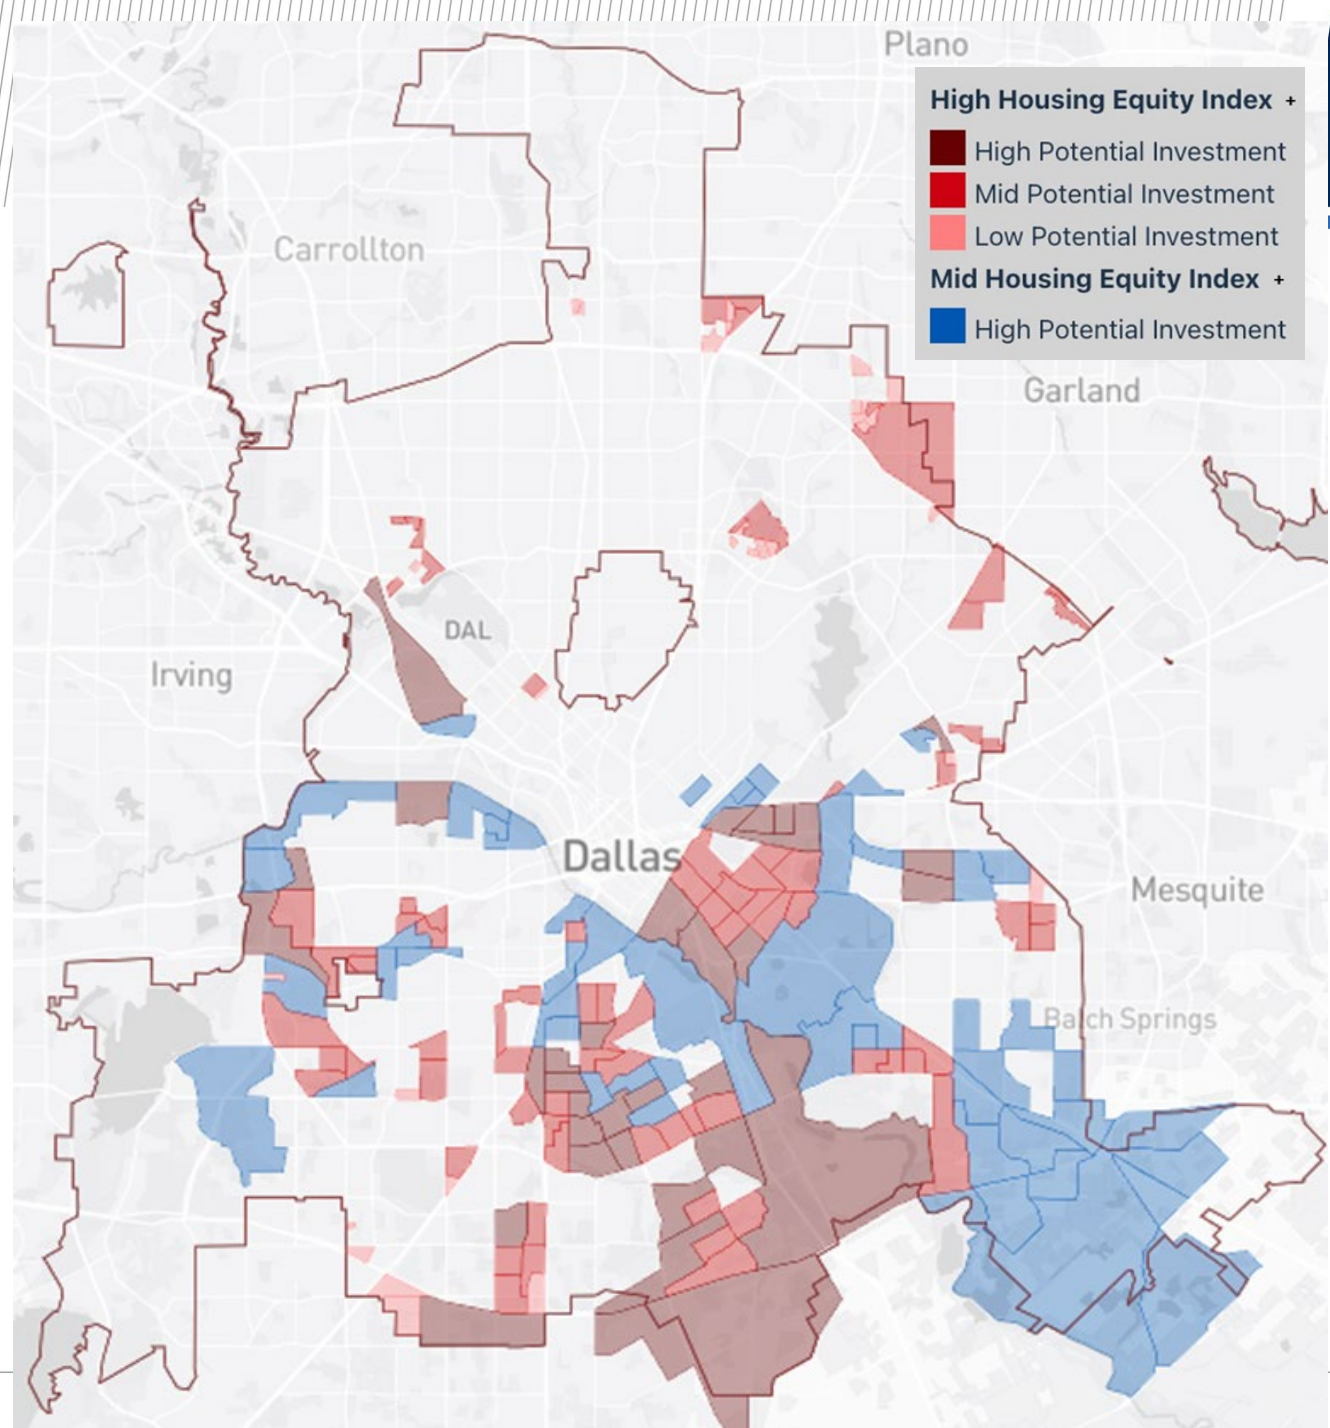 Plano
High Housing Equity Index +
High Potential Investment
Mid Potential Investment
Low Potential Investment
Mid Housing Equity Index +
High Potential Investment
Carrollton
Garland
DAL
Irving
Dallas
Mesquite
Balch Springs